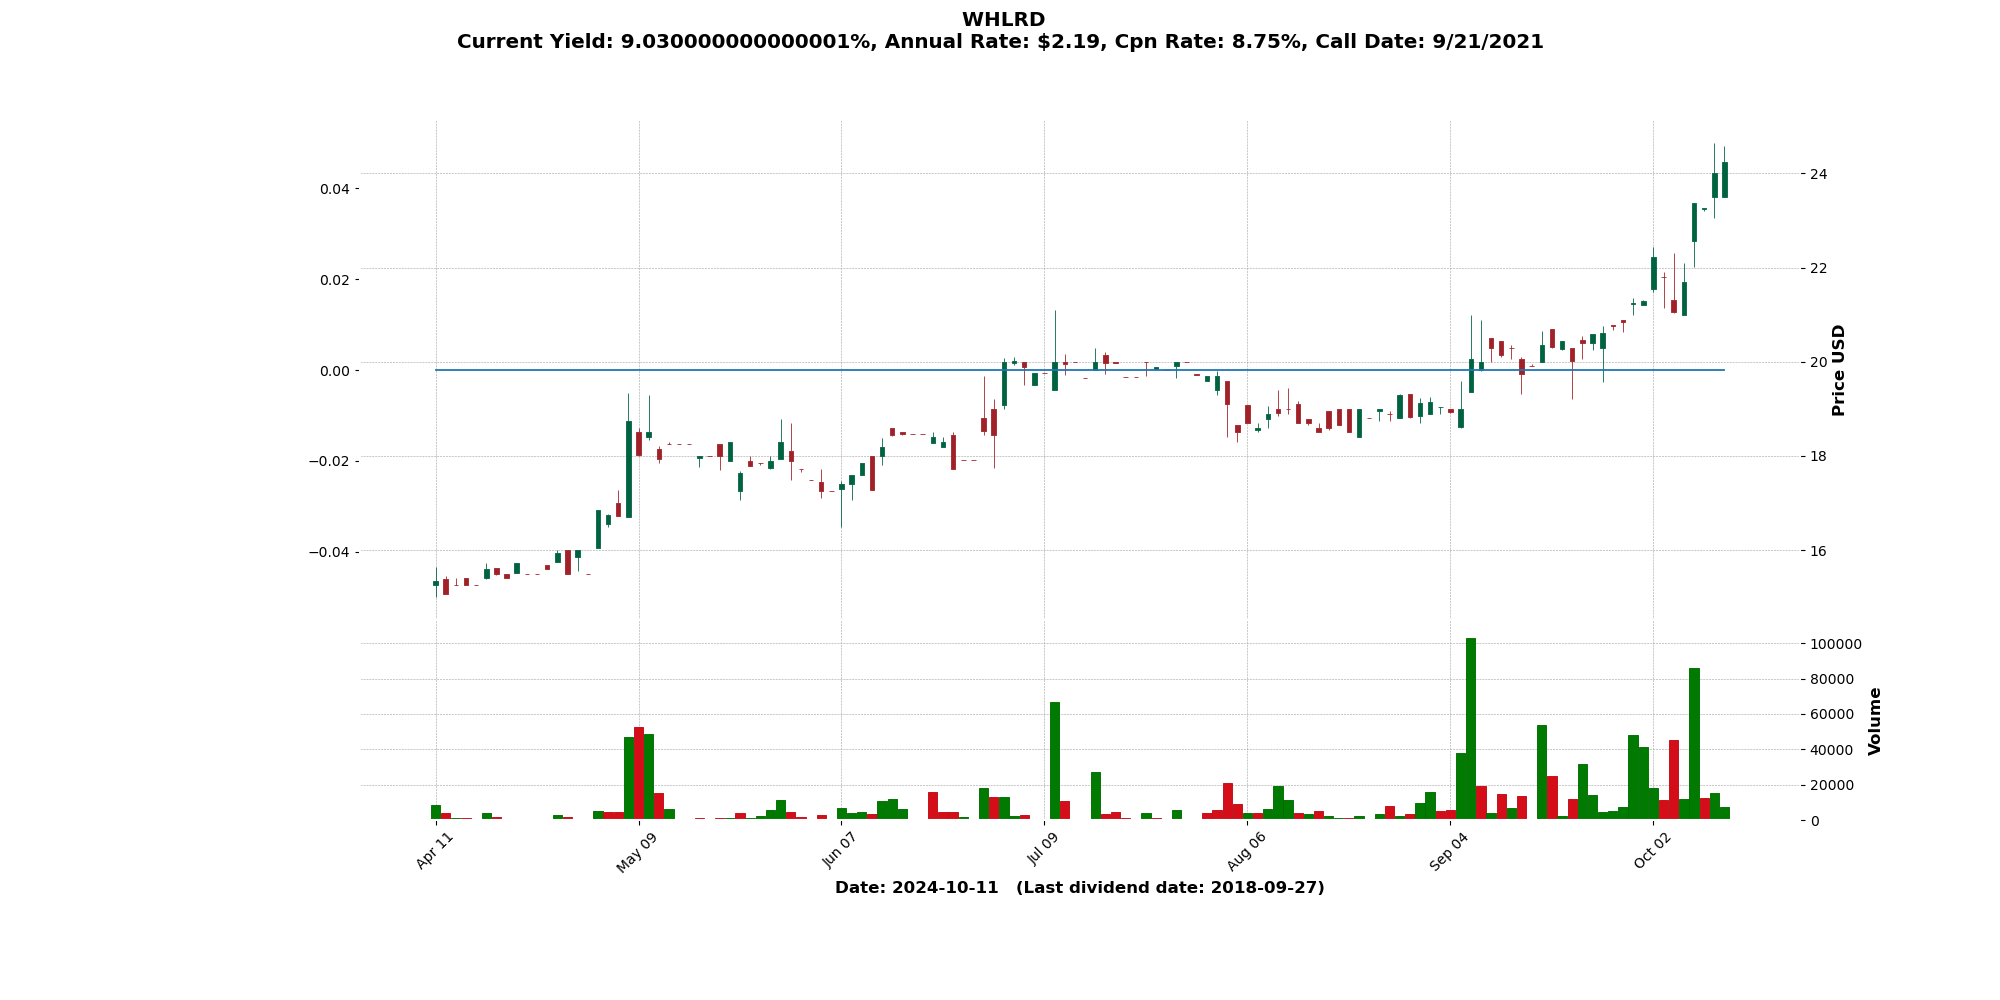 WHLRD
Current Yield: 9.030000000000001%, Annual Rate: $2.19, Cpn Rate: 8.75%, Call Date: 9/21/2021
0.04
0.02
0.00
−0.02
−0.04
24
22
20
18
16
Price USD
100000
80000
60000
40000
20000
0
Volume
Apr 11
May 09
Jun 07
Jul 09
Aug 06
Sep 04
Oct 02
Date: 2024-10-11 (Last dividend date: 2018-09-27)